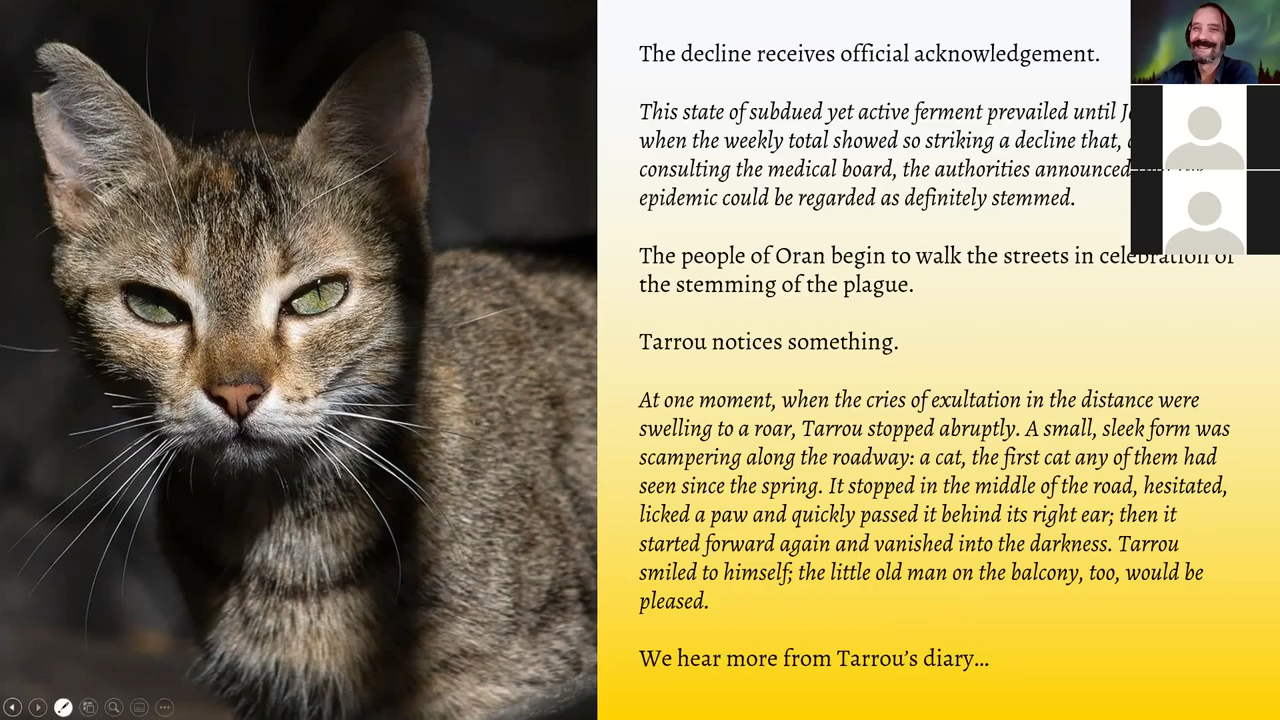 The decline receives official acknowledgement.
This state of subdued yet active ferment prevailed until
when the weekly total showed so striking a decline that,
consulting the medical board, the authorities announced
epidemic could be regarded as definitely stemmed.
The people of Oran begin to walk the streets in celebration of
the stemming of the plague.
Tarrou notices something.
At one moment, when the cries of exultation in the distance were
swelling to a roar, Tarrou stopped abruptly. A small, sleek form was
scampering along the roadway: a cat, the first cat any of them had
seen since the spring. It stopped in the middle of the road, hesitated,
licked a paw and quickly passed it behind its right ear; then it
started forward again and vanished into the darkness. Tarrou
smiled to himself; the little old man on the balcony, too, would be
pleased.
We hear more from Tarrou’s diary...